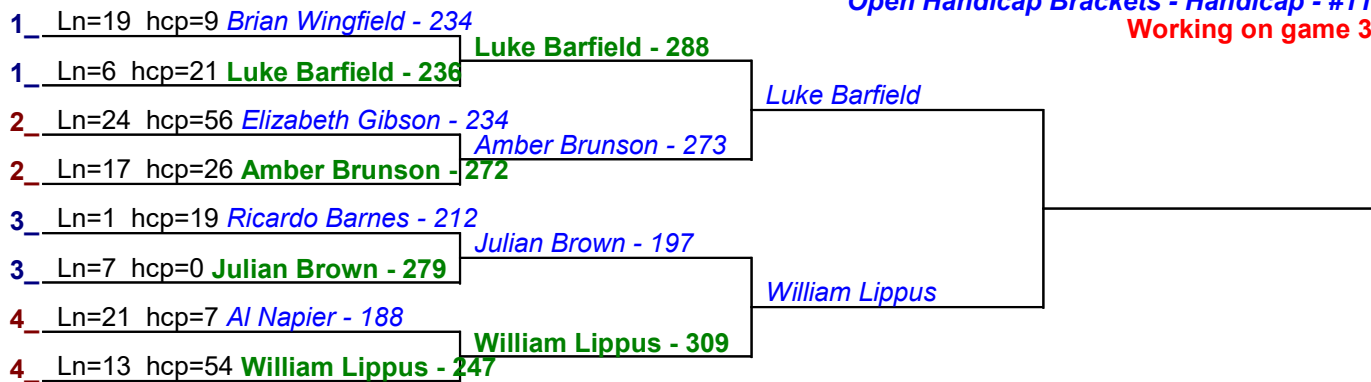 Open Handicap Brackets - Handicap - #11
Working on game 3
1_ Ln=19 hcp=9 Brian Wingfield - 234
Luke Barfield - 288
1_ Ln=6 hcp=21 Luke Barfield - 236
Luke Barfield
2_ Ln=24 hcp=56 Elizabeth Gibson - 234
Amber Brunson - 273
2_ Ln=17 hcp=26 Amber Brunson - 272
3_ Ln=1 hcp=19 Ricardo Barnes - 212
Julian Brown - 197
3_ Ln=7 hcp=0 Julian Brown - 279
William Lippus
4_ Ln=21 hcp=7 Al Napier - 188
William Lippus - 309
4_ Ln=13 hcp=54 William Lippus - 247